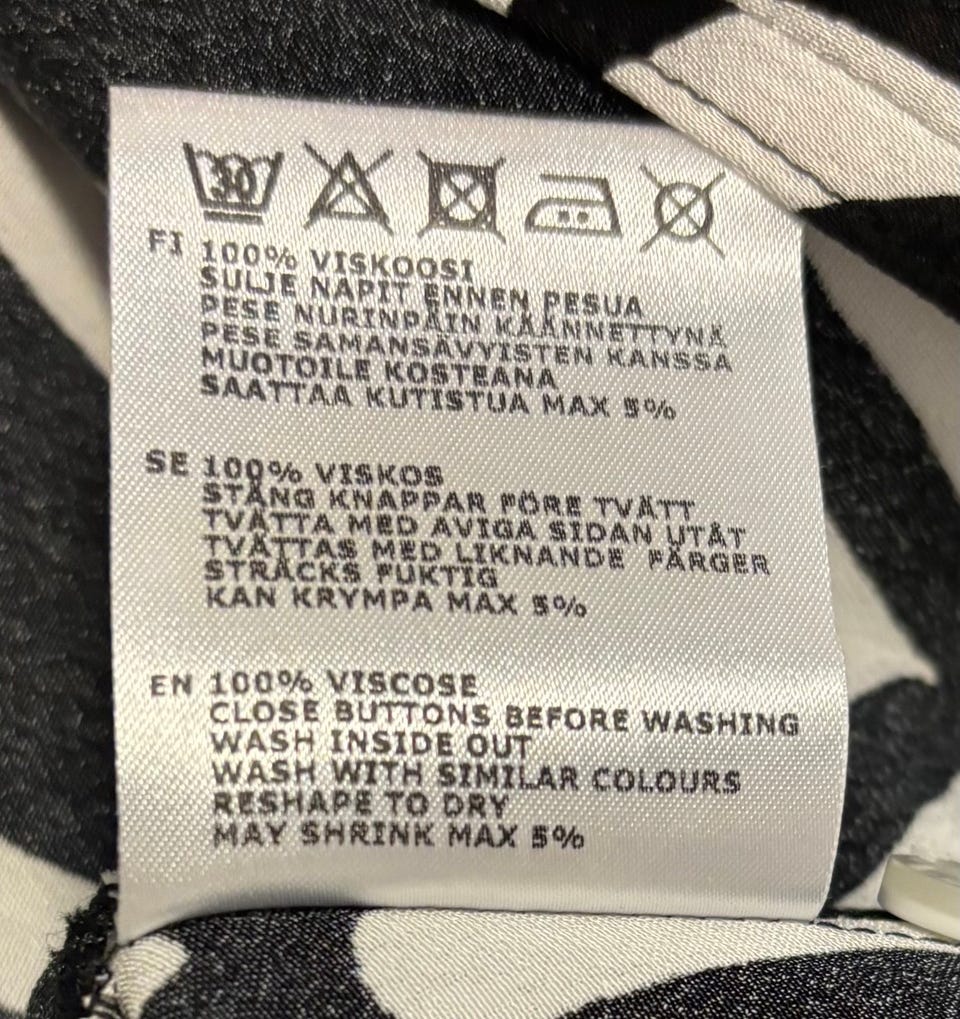 30
FI 100% VISKOOSI
SULJE NAPIT ENNEN PESUA
PESE NURINPÄIN KÄÄNNETTYNÄ
PESE SAMANSÄVYISTEN KANSSA
MUOTOILE KOSTEANA
SAATTAA KUTISTUA MAX 5%
SE 100% VISKOS
STÄNG KNAPPAR FÖRE TVÄTT
TVÄTTA MED AVIGA SIDAN UTÅT
TVÄTTAS MED LIKNANDE FÄRGER
STRÄCKS FUKTIG
KAN KRYMPA MAX 5%
EN 100% VISCOSE
CLOSE BUTTONS BEFORE WASHING
WASH INSIDE OUT
WASH WITH SIMILAR COLOURS
RESHAPE TO DRY
MAY SHRINK MAX 5%